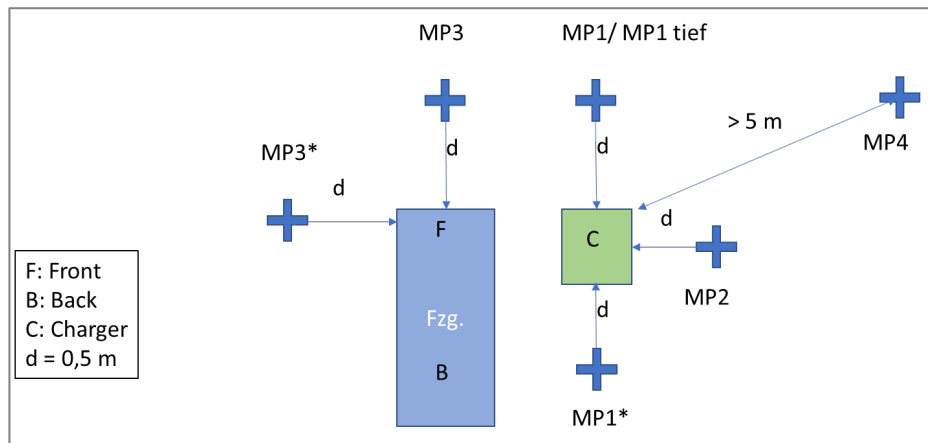 MP3
MP1/ MP1 tief
> 5 m
MP4
d
d
MP3*
d
F
C
d
MP2
F: Front
B: Back
C: Charger
d = 0,5 m
Fzg.
d
B
MP1*